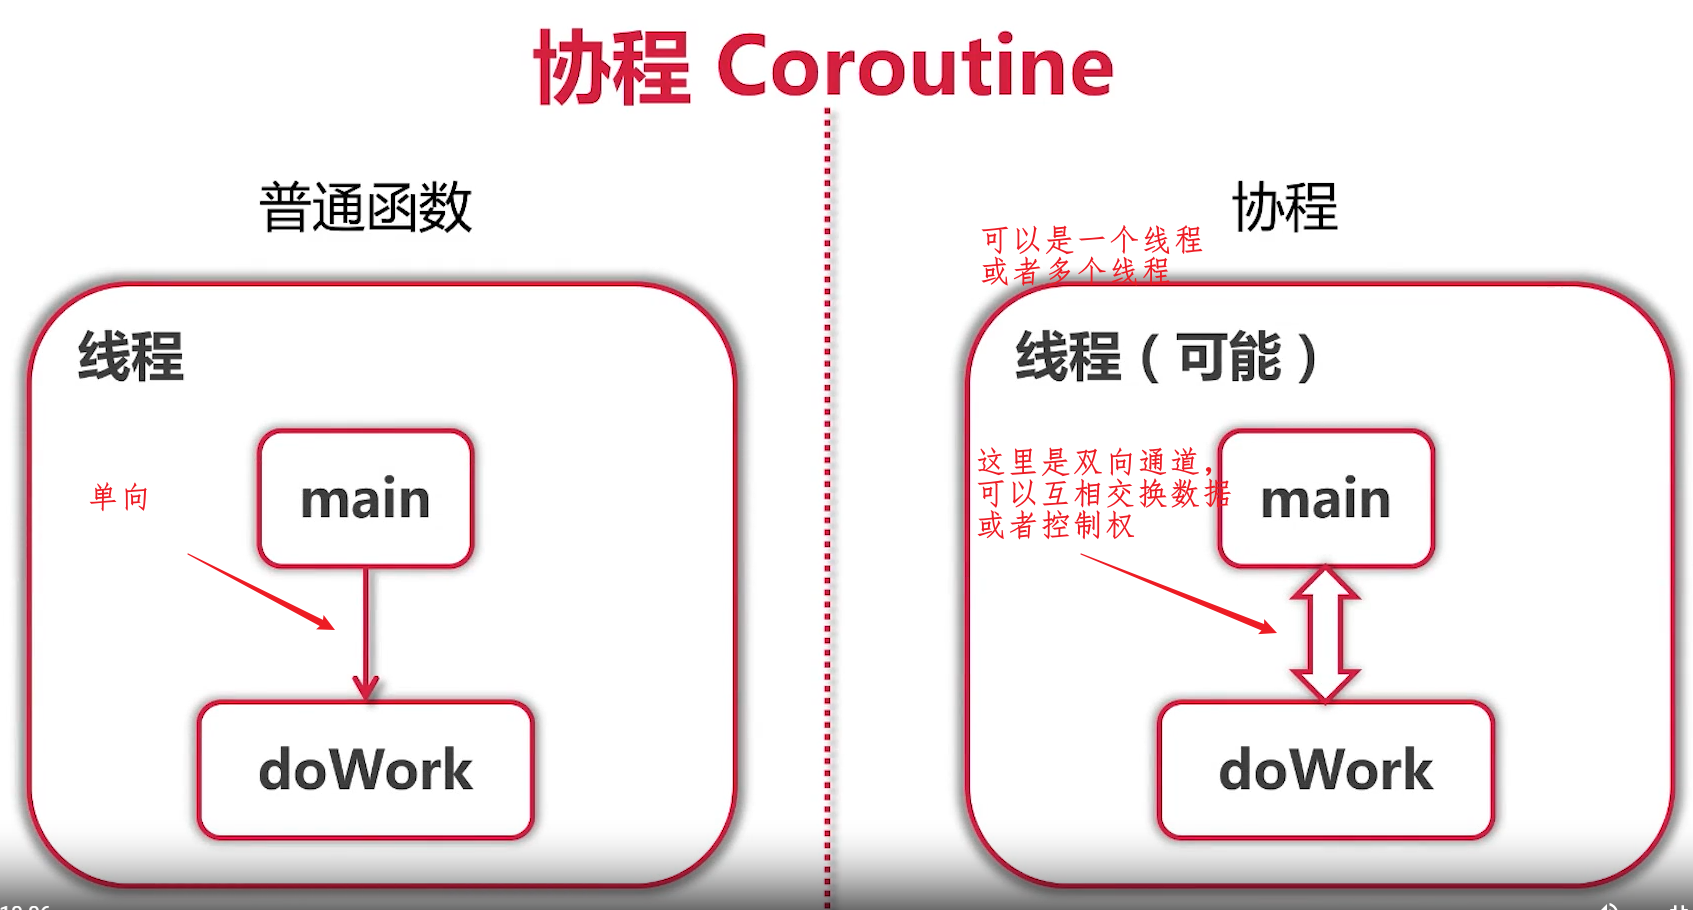 协程 Coroutine
普通函数
线程
单向
main
doWork
协程
可以是一个线程
或者多个线程
线程（可能）
这里是双向通道，
可以互相交换数据
或者控制权
main
doWork